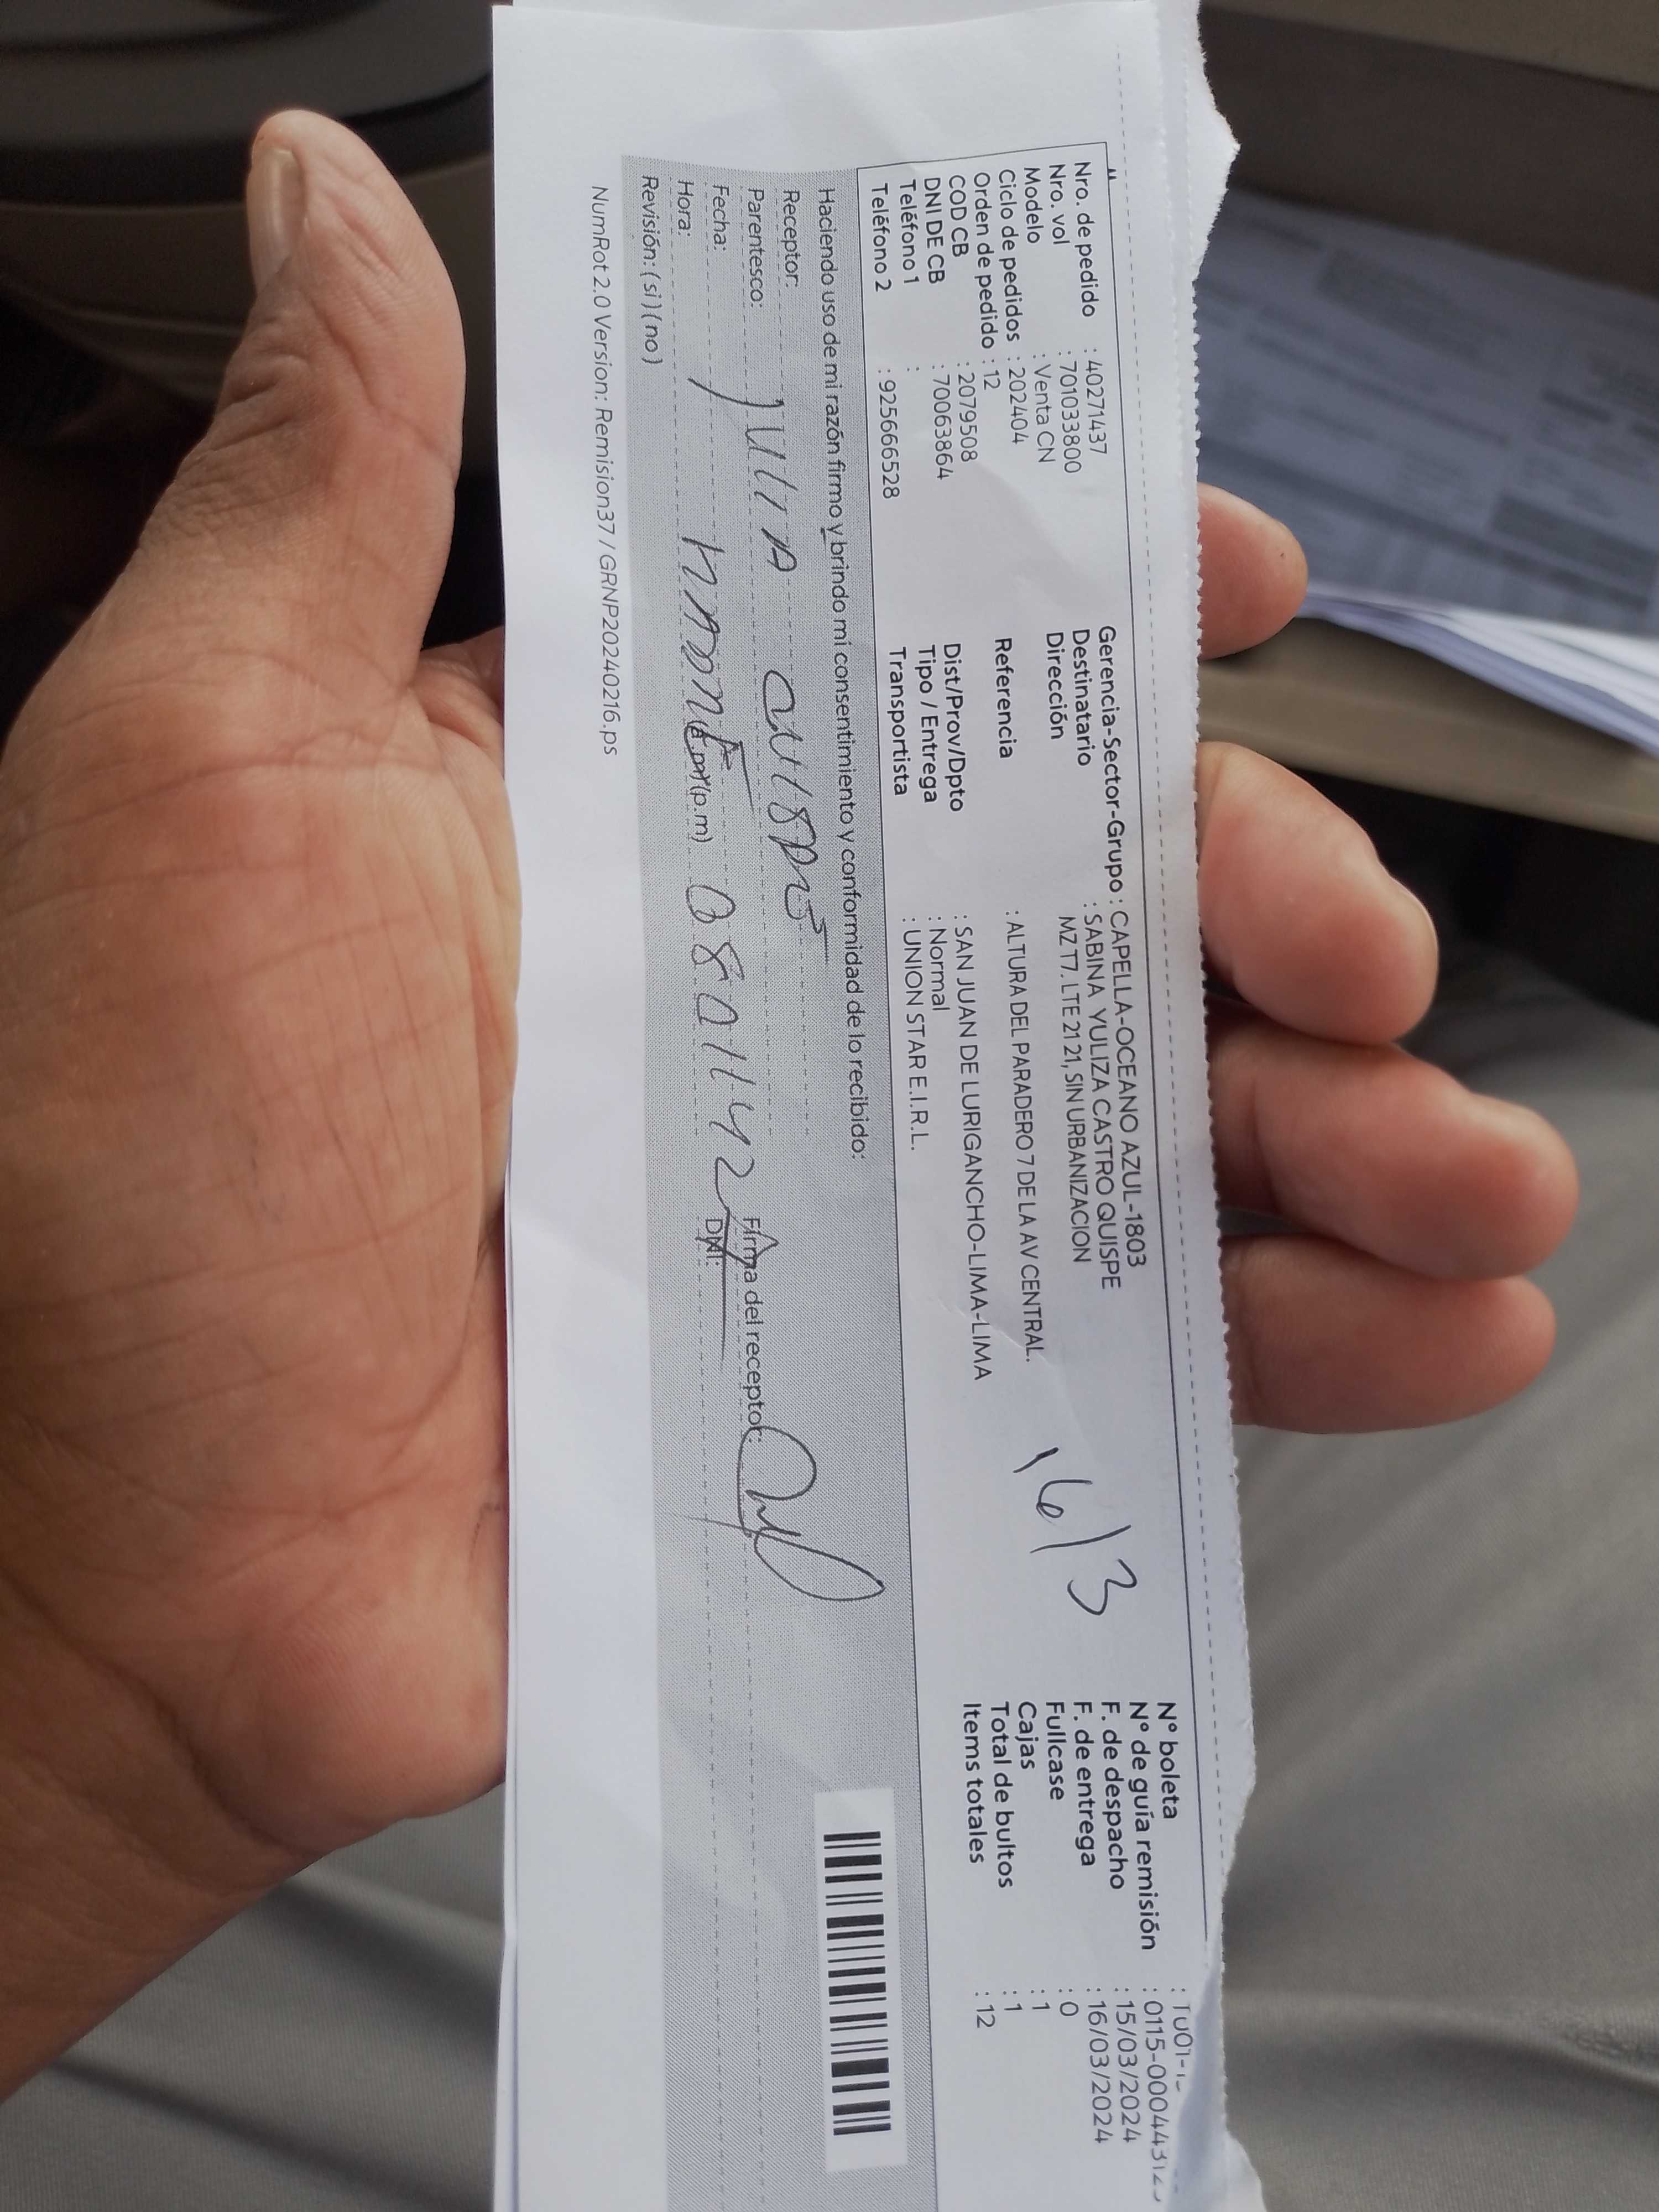 Nro. de pedido : 40271437
Nro. vol : 701033800
Modelo : Venta CN
Ciclo de pedidos : 202404
Orden de pedido : 12
COD CB : 2079508
DNI DE CB : 70063864
Teléfono 1 :
Teléfono 2 : 925666528
Gerencia-Sector-Grupo : CAPELLA-OCEANO AZUL-1803
Destinatario : SABINA YULIZA CASTRO QUISPE
Dirección MZ T7. LTE 21 21, SIN URBANIZACION
Referencia : ALTURA DEL PARADERO 7 DE LA AV CENTRAL.
Dist/Prov/Dpto : SAN JUAN DE LURIGANCHO-LIMA-LIMA
Tipo / Entrega : Normal
Transportista : UNION STAR E.I.R.L.
16/3
N° boleta
N° de guía remisión
F. de despacho : 15/03/2024
F. de entrega : 16/03/2024
Fullcase : 0
Cajas : 1
Total de bultos : 1
Items totales : 12
Haciendo uso de mi razón firmo y brindo mi consentimiento y conformidad de lo recibido:
Receptor:
Parentesco: JULIA
Fecha:
Hora: (p.m)
Revisión: ( si ) ( no )
Firma del receptor:
DNI:
NumRot 2.0 Version: Remision37 / GRNP20240216.ps